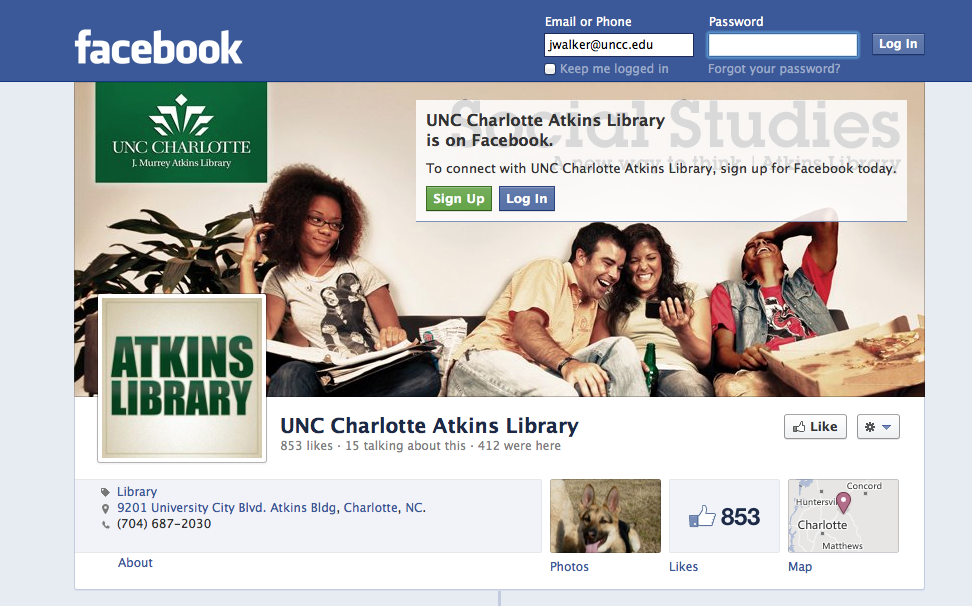 facebook
Email or Phone
Password
jwalker@uncc.edu
Log In
Keep me logged in
Forgot your password?
UNC CHARLOTTE
J. Murrey Atkins Library
Social Studies
A new way to think | Atkins Library
UNC Charlotte Atkins Library
is on Facebook.
To connect with UNC Charlotte Atkins Library, sign up for Facebook today.
Sign Up
Log In
ATKINS
LIBRARY
UNC Charlotte Atkins Library
853 likes · 15 talking about this · 412 were here
Like
Library
9201 University City Blvd. Atkins Bldg, Charlotte, NC.
(704) 687-2030
About
Photos
853
Likes
Concord
Huntersvil
Charlotte
Matthews
Map